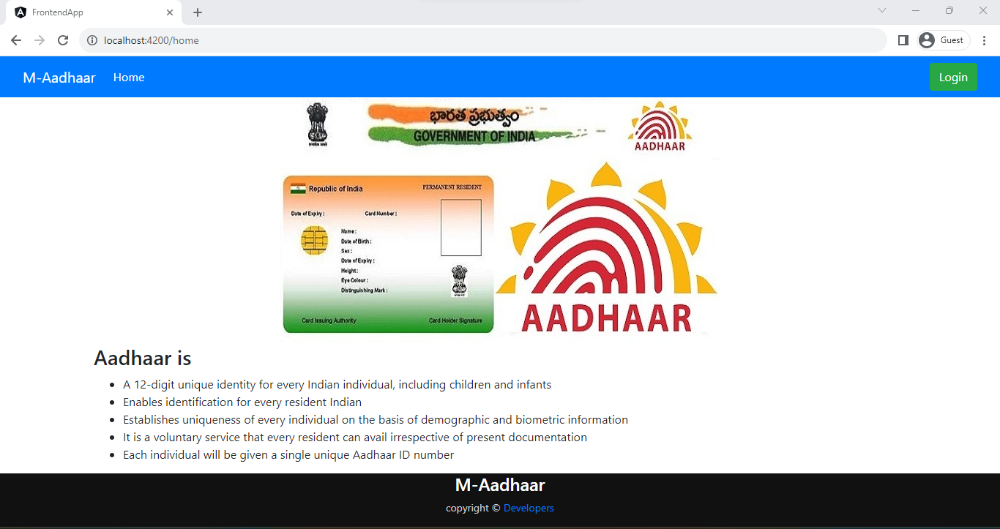 FrontendApp
localhost:4200/home
Guest
M-Aadhaar Home Login
భారత ప్రభుత్వం
GOVERNMENT OF INDIA
AADHAAR
Republic of India
PERMANENT RESIDENT
Date of Expiry :
Card Number :
Name :
Date of Birth :
Sex :
Date of Expiry :
Height :
Eye Colour :
Distinguishing Mark :
Card Issuing Authority
Card Holder Signature
AADHAAR
Aadhaar is
A 12-digit unique identity for every Indian individual, including children and infants
Enables identification for every resident Indian
Establishes uniqueness of every individual on the basis of demographic and biometric information
It is a voluntary service that every resident can avail irrespective of present documentation
Each individual will be given a single unique Aadhaar ID number
M-Aadhaar
copyright © Developers